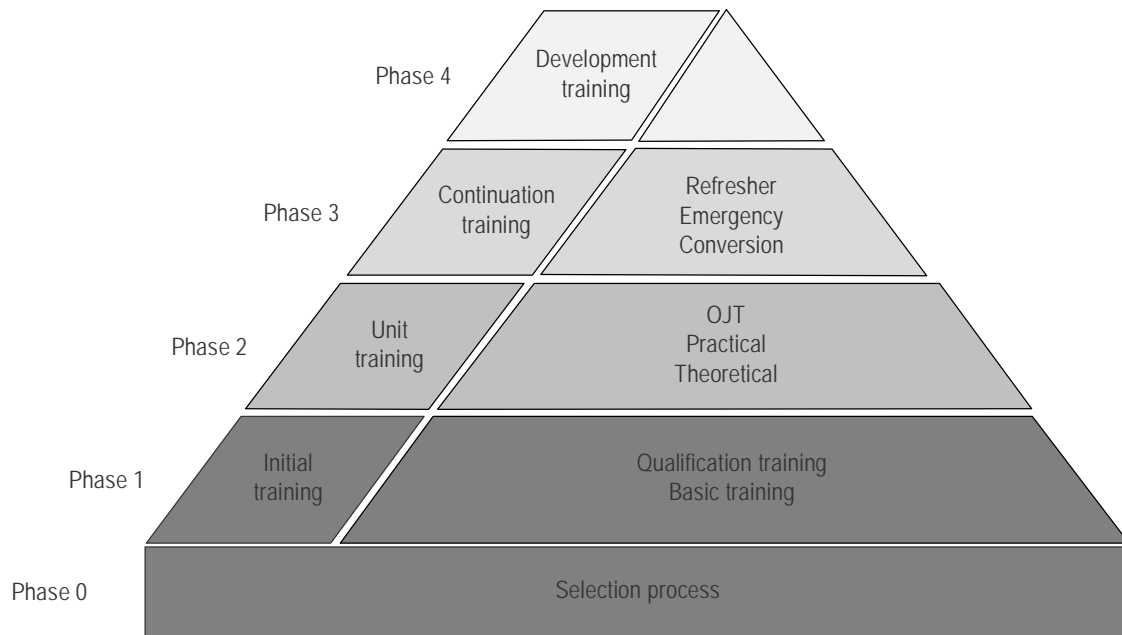 Phase 4
Development
training
Phase 3
Continuation
training
Refresher
Emergency
Conversion
Phase 2
Unit
training
OJT
Practical
Theoretical
Phase 1
Initial
training
Qualification training
Basic training
Phase 0
Selection process